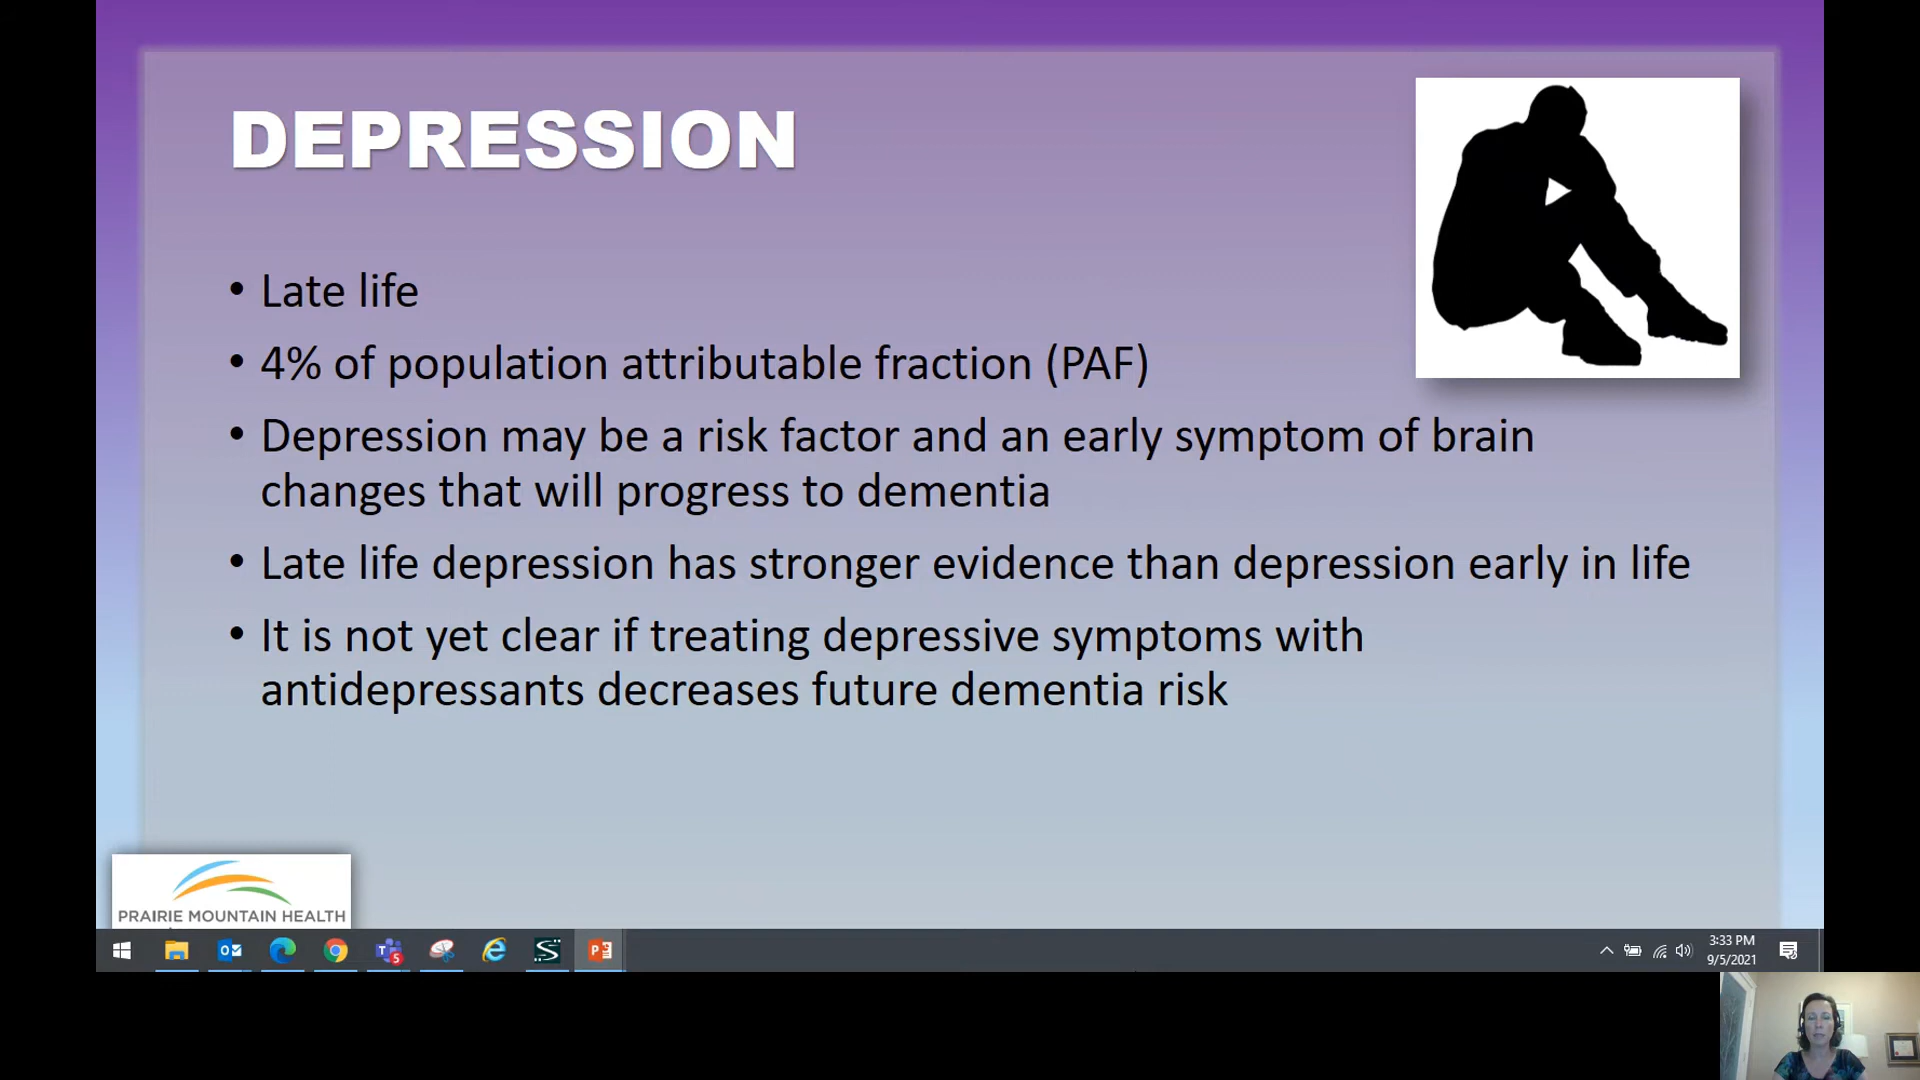 DEPRESSION
• Late life
• 4% of population attributable fraction (PAF)
• Depression may be a risk factor and an early symptom of brain
changes that will progress to dementia
• Late life depression has stronger evidence than depression early in life
• It is not yet clear if treating depressive symptoms with
antidepressants decreases future dementia risk
PRAIRIE MOUNTAIN HEALTH
5
3:33 PM
9/5/2021